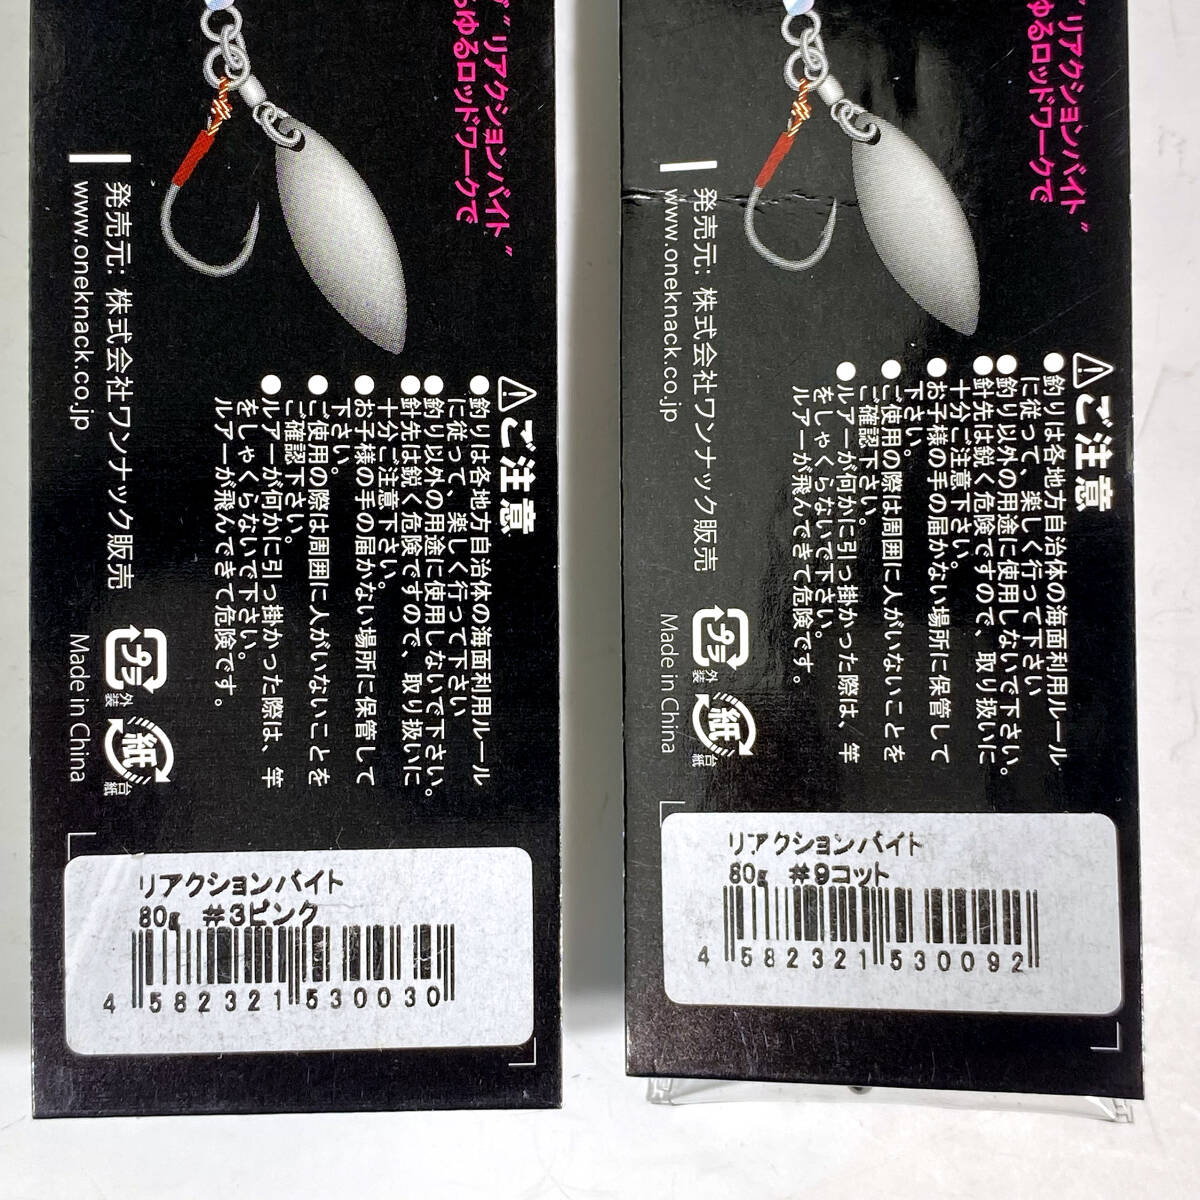 "リアクションバイト"
ゆるロッドワークで
ご注意
●釣りは各地方自治体の海面利用ルール
に従って、楽しく行って下さい
●釣り以外の用途に使用しないで下さい。
●針先は鋭く危険ですので、取り扱いに
十分ご注意下さい。
●お子様の手の届かない場所に保管して
下さい。
●ご使用の際は周囲に人がいないことを
ご確認下さい。
●ルアーが何かに引っ掛かった際は、竿
をしゃくらないで下さい。
ルアーが飛んできて危険です。
発売元: 株式会社ワンナック販売
www.oneknack.co.jp
プラ
外装
紙
台紙
Made in China
リアクションバイト
80g #3ピンク
4 582321 530030
"リアクションバイト"
ゆるロッドワークで
ご注意
●釣りは各地方自治体の海面利用ルール
に従って、楽しく行って下さい
●釣り以外の用途に使用しないで下さい。
●針先は鋭く危険ですので、取り扱いに
十分ご注意下さい。
●お子様の手の届かない場所に保管して
下さい。
●ご使用の際は周囲に人がいないことを
ご確認下さい。
●ルアーが何かに引っ掛かった際は、竿
をしゃくらないで下さい。
ルアーが飛んできて危険です。
発売元: 株式会社ワンナック販売
www.oneknack.co.jp
プラ
外装
紙
台紙
Made in China
リアクションバイト
80g #9コット
4 582321 530092